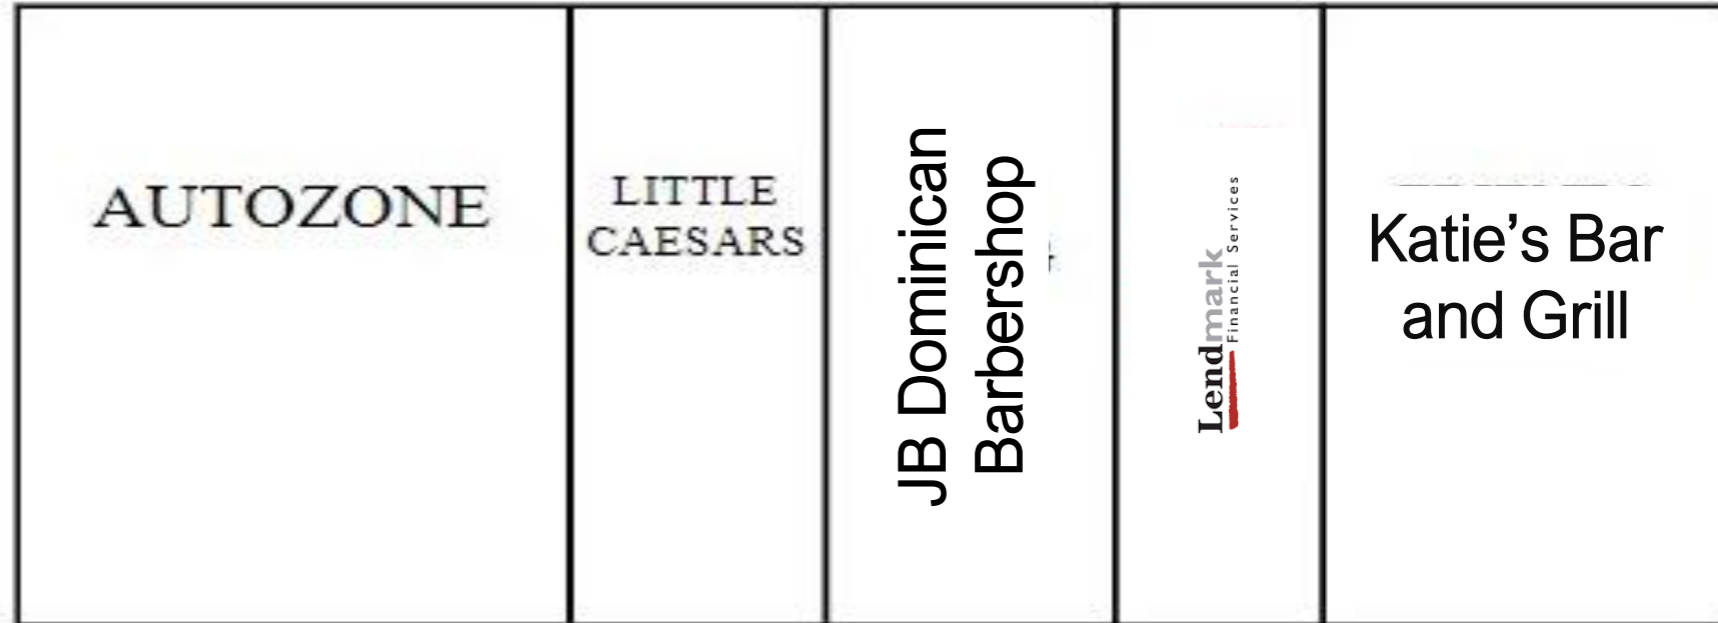 AUTOZONE
LITTLE
CAESARS
JB Dominican
Barbershop
Lendmark
Financial Services
Katie’s Bar
and Grill